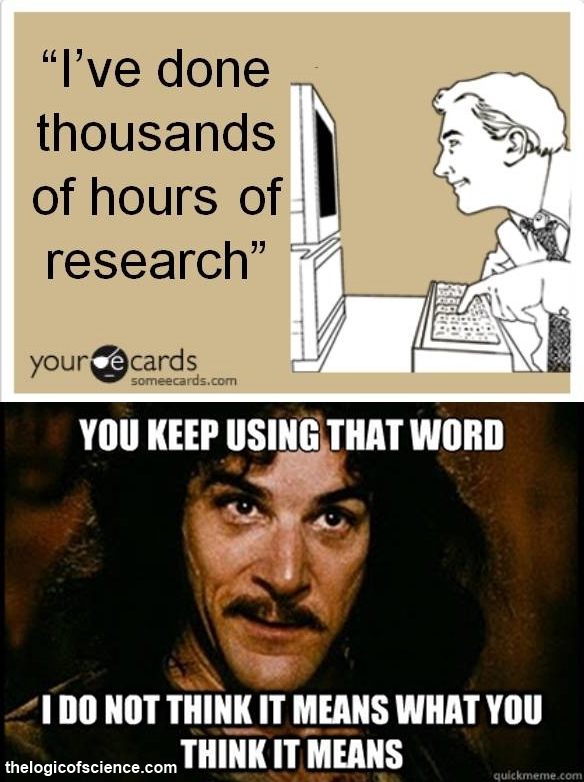 “I’ve done
thousands
of hours of
research”
your e cards
someecards.com
YOU KEEP USING THAT WORD
I DO NOT THINK IT MEANS WHAT YOU
THINK IT MEANS
thelogicofscience.com
quickmeme.com